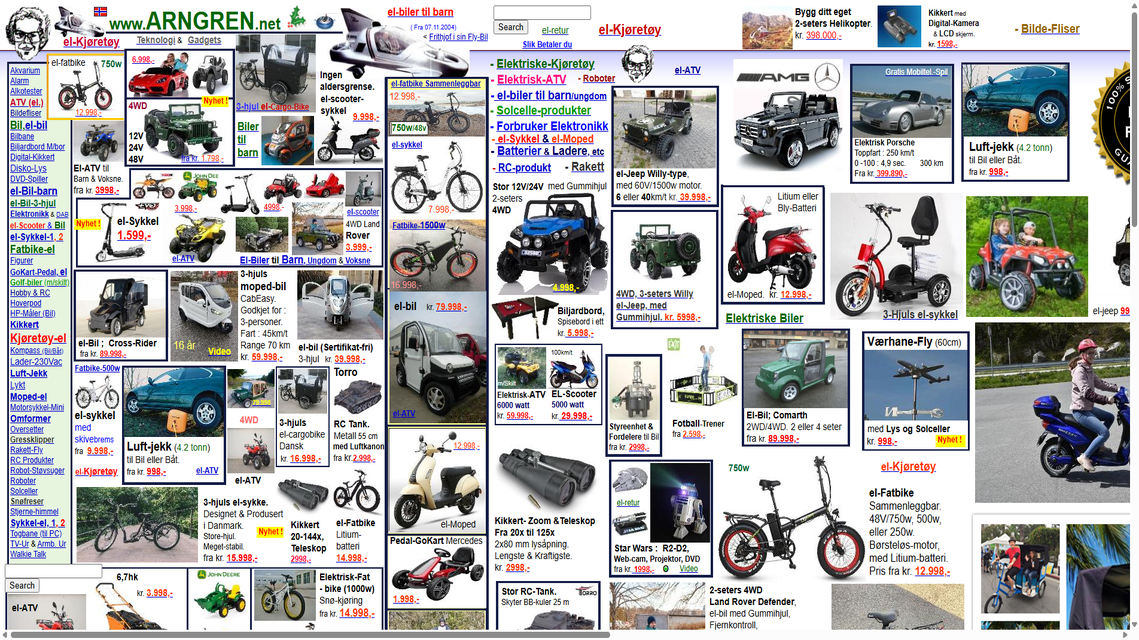 www.ARNGREN.net
el-Kjøretøy
Teknologi & Gadgets
el-biler til barn
( Fra 07.11.2004)
< Frithjof i sin Fly-Bil
Search
el-retur
Slik Betaler du
el-Kjøretøy
Bygg ditt eget
2-seters Helikopter.
kr. 398.000,-
Kikkert med
Digital-Kamera
& LCD skjerm.
kr. 1598,-
- Bilde-Fliser
Akvarium
Alarm
Alkotester
ATV (el.)
Bildefliser
Bil,el-bil
Bilbane
Biljardbord M/bor
Digital-Kikkert
Disko-Lys
DVD-Spiller
el-Bil-barn
el-Bil-3-hjul
Elektronikk & DAB
el-Scooter & Bil
el-Sykkel-1, 2
Fatbike-el
Figurer
GoKart-Pedal, el
Golf-biler (m/skilt)
Hobby & RC
Hoverpod
HP-Måler (Bil)
Kikkert
Kjøretøy-el
Kompass (Bil/Båt)
Lader-230Vac
Luft-Jekk
Lykt
Moped-el
Motorsykkel-Mini
Omformer
Oversetter
Gressklipper
Rakett-Fly
RC Produkter
Robot-Støvsuger
Roboter
Solceller
Snøfreser
Stjerne-himmel
Sykkel-el, 1, 2
Togbane (til PC)
TV-Ur & Armb. Ur
Walkie Talk
Search
el-ATV
el-fatbike 750w
12.998,-
6.998,-
4WD
Nyhet !
12V
24V
48V
fra kr. 1.798,-
El-ATV til
Barn & Voksne.
fra kr. 3998,-
3-hjul el-Cargo-Bike
Biler
til
barn
Ingen
aldersgrense.
el-scooter-
sykkel
9.998,-
Nyhet !
el-Sykkel
1.599,-
3.998,-
4998,-
el-ATV
el-scooter
4WD Land
Rover
3.999,-
El-Biler til Barn, Ungdom & Voksne
el-Bil ; Cross-Rider
fra kr. 89.998,-
16 år
Video
3-hjuls
moped-bil
CabEasy.
Godkjet for :
3-personer.
Fart : 45km/t
Range 70 km
kr. 59.998,-
el-bil (Sertifikat-fri)
3-hjul kr. 39.998,-
Fatbike-500w
el-sykkel
med
skivebrems
fra 9.998,-
el-Kjøretøy
Luft-jekk (4.2 tonn)
til Bil eller Båt.
fra kr. 998,-
el-ATV
79.998
4WD
el-ATV
3-hjuls
el-cargobike
Dansk
kr. 16.998,-
Torro
RC Tank.
Metall 55 cm
med Luftkanon
fra kr.2.998,-
3-hjuls el-sykke.
Designet & Produsert
i Danmark.
Store-hjul.
Meget-stabil.
fra kr. 15.998,-
Nyhet !
Kikkert
20-144x,
Teleskop
2998,-
el-Fatbike
Litium-
batteri
14.998,-
6,7hk
kr. 3.998,-
JOHN DEERE
Elektrisk-Fat
- bike (1000w)
Snø-kjøring
fra kr. 14.998,-
el-fatbike Sammenleggbar
12.998,-
750w/48v
el-sykkel
7.998,-
Fatbike-1500w
16.998,-
el-bil kr. 79.998,-
el-ATV
12.998,-
el-Moped
Pedal-GoKart Mercedes
1.998,-
- Elektriske-Kjøretøy
- Elektrisk-ATV - Roboter
- el-biler til barn/ungdom
- Solcelle-produkter
- Forbruker Elektronikk
- el-Sykkel & el-Moped
- Batterier & Ladere, etc
- RC-produkt - Rakett
Stor 12V/24V med Gummihjul
2-seters
4WD
4.998,-
Biljardbord,
Spisebord i ett
kr. 5.998,-
m/Skilt
Elektrisk-ATV
6000 watt
kr. 59.998,-
100km/t
EL-Scooter
5000 watt
kr. 29.998,-
Kikkert- Zoom &Teleskop
Fra 20x til 125x
2x80 mm lysåpning.
Lengste & Kraftigste.
kr. 2998,-
Stor RC-Tank.
Skyter BB-kuler 25 m
TORRO
el-ATV
el-Jeep Willy-type,
med 60V/1500w motor.
6 eller 40km/t kr. 39.998,-
4WD, 3-seters Willy
el-Jeep, med
Gummihjul. kr. 5998,-
Styreenhet &
Fordelere til Bil
fra kr. 2998,-
EXIT
Fotball-Trener
fra kr 2.598,-
el-retur
Star Wars : R2-D2,
Web-cam, Projektor, DVD
fra kr. 1998,- Video
2-seters 4WD
Land Rover Defender,
el-bil med Gummihjul,
Fjernkontroll,
AMG
Gratis Mobiltel.-Spil
Elektrisk Porsche
Toppfart : 250 km/t
0 -100 : 4,9 sek. 300 km
Fra kr. 399.890,-
Luft-jekk (4.2 tonn)
til Bil eller Båt.
fra kr. 998,-
Litium eller
Bly-Batteri
el-Moped. kr. 12.998,-
3-Hjuls el-sykkel
el-jeep 99
Elektriske Biler
El-Bil; Comarth
2WD/4WD. 2 eller 4 seter
fra kr. 89.998,-
Værhane-Fly (60cm)
med Lys og Solceller
kr. 998,-
Nyhet !
el-Kjøretøy
750w
el-Fatbike
Sammenleggbar.
48V/750w, 500w,
eller 250w.
Børsteløs-motor,
med Litium-batteri.
Pris fra kr. 12.998,-
100%
GU